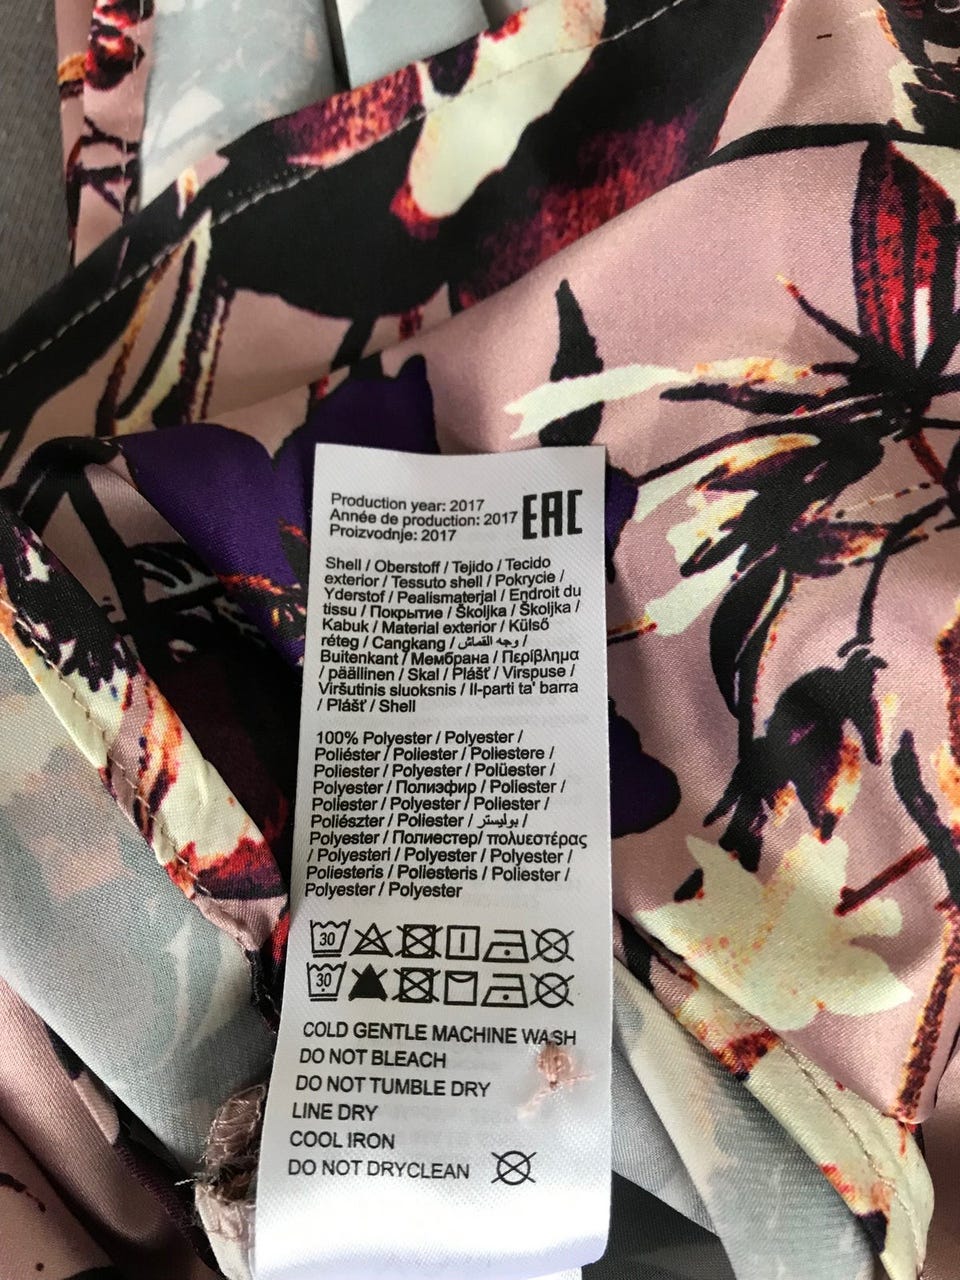 Production year: 2017
Année de production: 2017
Proizvodnje: 2017
EAC
Shell / Oberstoff / Tejido / Tecido
exterior / Tessuto shell / Pokrycie /
Yderstof / Pealismaterjal / Endroit du
tissu / Покрытие / Školjka / Školjka /
Kabuk / Material exterior / Külső
réteg / Cangkang / وجه القماش /
Buitenkant / Мембрана / Περίβλημα
/ päällinen / Skal / Plášť / Virspuse /
Viršutinis sluoksnis / Il-parti ta' barra
/ Plášť / Shell
100% Polyester / Polyester /
Poliéster / Poliester / Poliestere /
Poliester / Polyester / Polüester /
Polyester / Полиэфир / Poliester /
Poliester / Polyester / Poliester /
Poliészter / Poliester / بوليستر /
Polyester / Полиестер/ πολυεστέρας
/ Polyesteri / Polyester / Polyester /
Poliesteris / Poliesteris / Poliester /
Polyester / Polyester
30
30
COLD GENTLE MACHINE WASH
DO NOT BLEACH
DO NOT TUMBLE DRY
LINE DRY
COOL IRON
DO NOT DRYCLEAN